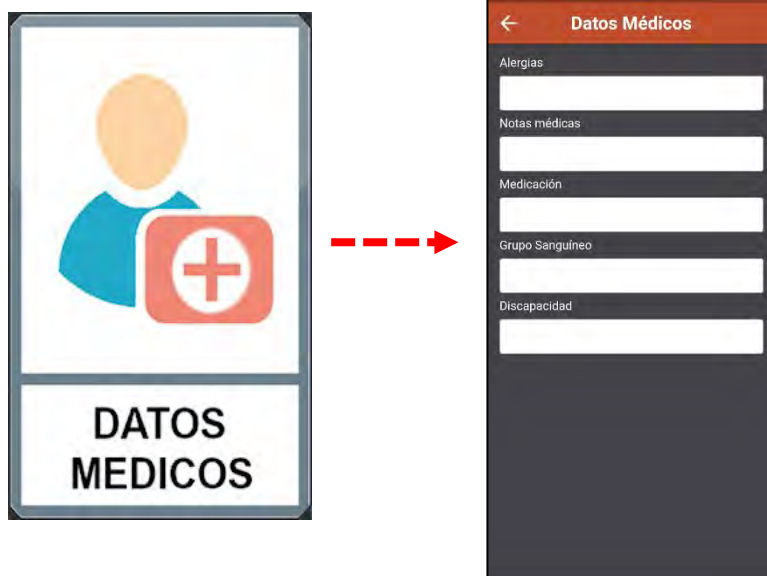 DATOS
MEDICOS
Datos Médicos
Alergias
Notas médicas
Medicación
Grupo Sanguíneo
Discapacidad